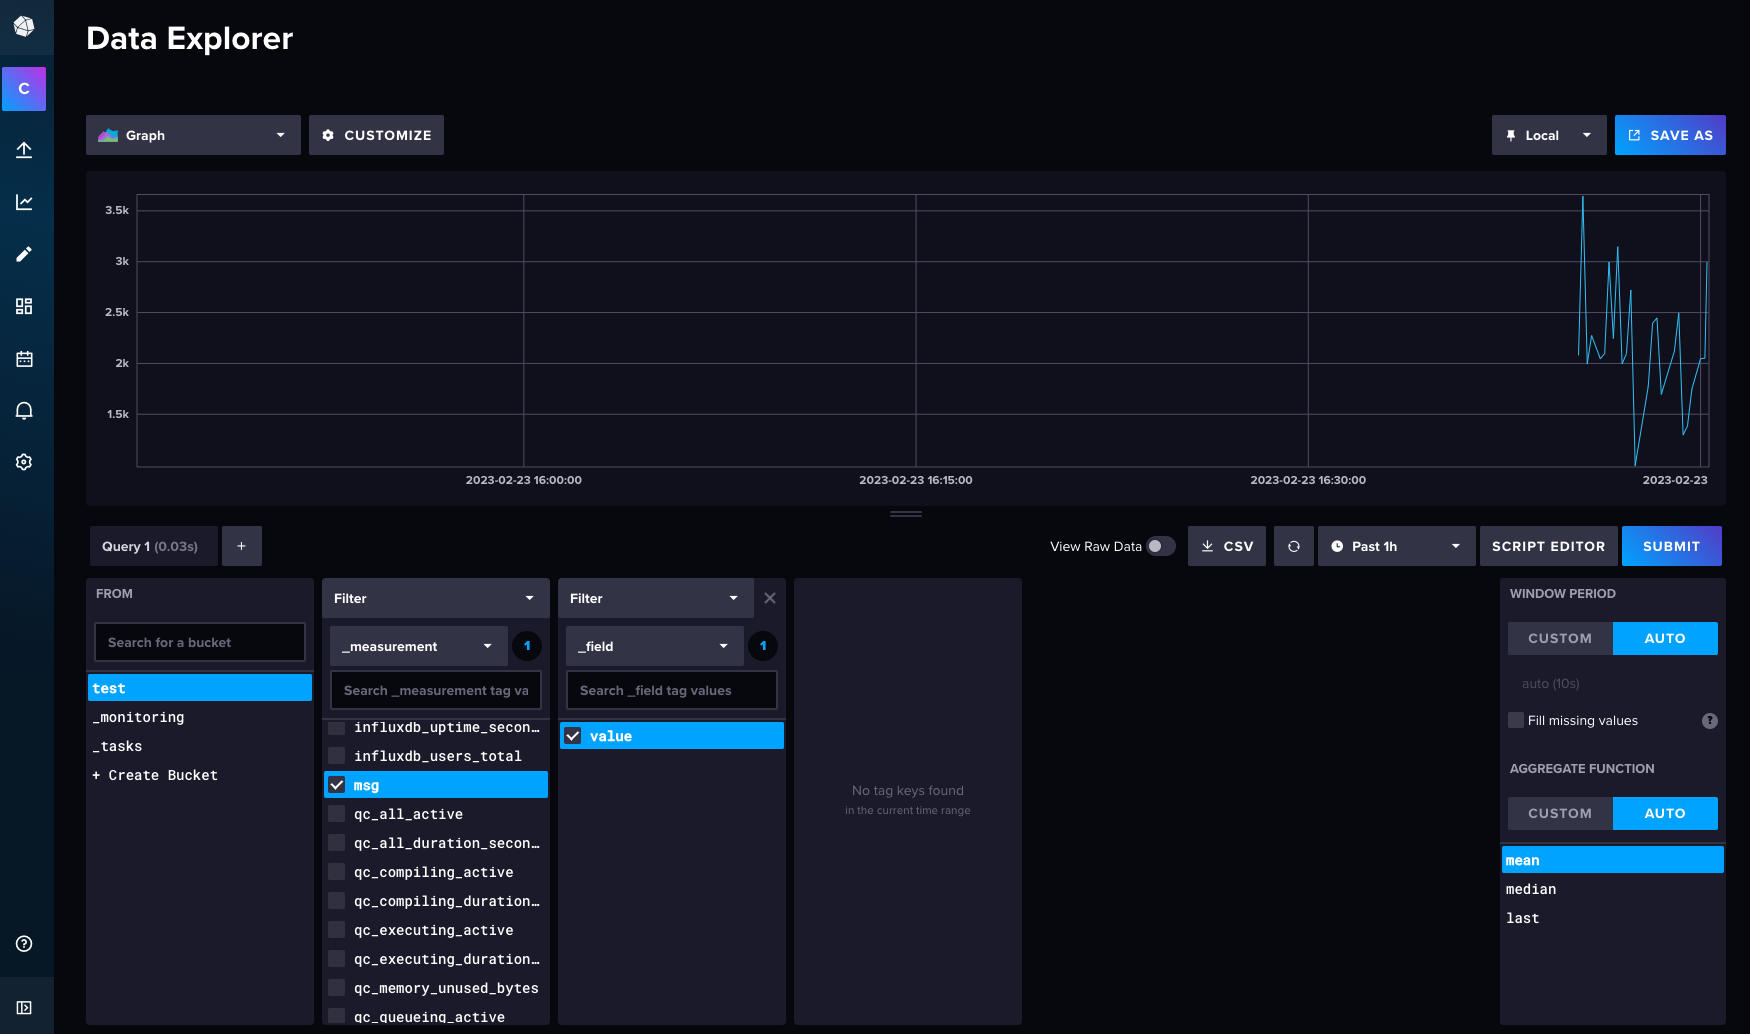 Data Explorer
C
Graph
CUSTOMIZE
Local
SAVE AS
3.5k
3k
2.5k
2k
1.5k
2023-02-23 16:00:00
2023-02-23 16:15:00
2023-02-23 16:30:00
2023-02-23
Query 1 (0.03s)
+
View Raw Data
CSV
Past 1h
SCRIPT EDITOR
SUBMIT
FROM
Search for a bucket
test
_monitoring
_tasks
+ Create Bucket
Filter
_measurement
1
Search _measurement tag va
influxdb_uptime_secon…
influxdb_users_total
msg
qc_all_active
qc_all_duration_secon…
qc_compiling_active
qc_compiling_duration…
qc_executing_active
qc_executing_duration…
qc_memory_unused_bytes
qc_queueing_active
Filter
_field
1
Search _field tag values
value
No tag keys found
in the current time range
WINDOW PERIOD
CUSTOM
AUTO
auto (10s)
Fill missing values
?
AGGREGATE FUNCTION
CUSTOM
AUTO
mean
median
last
?